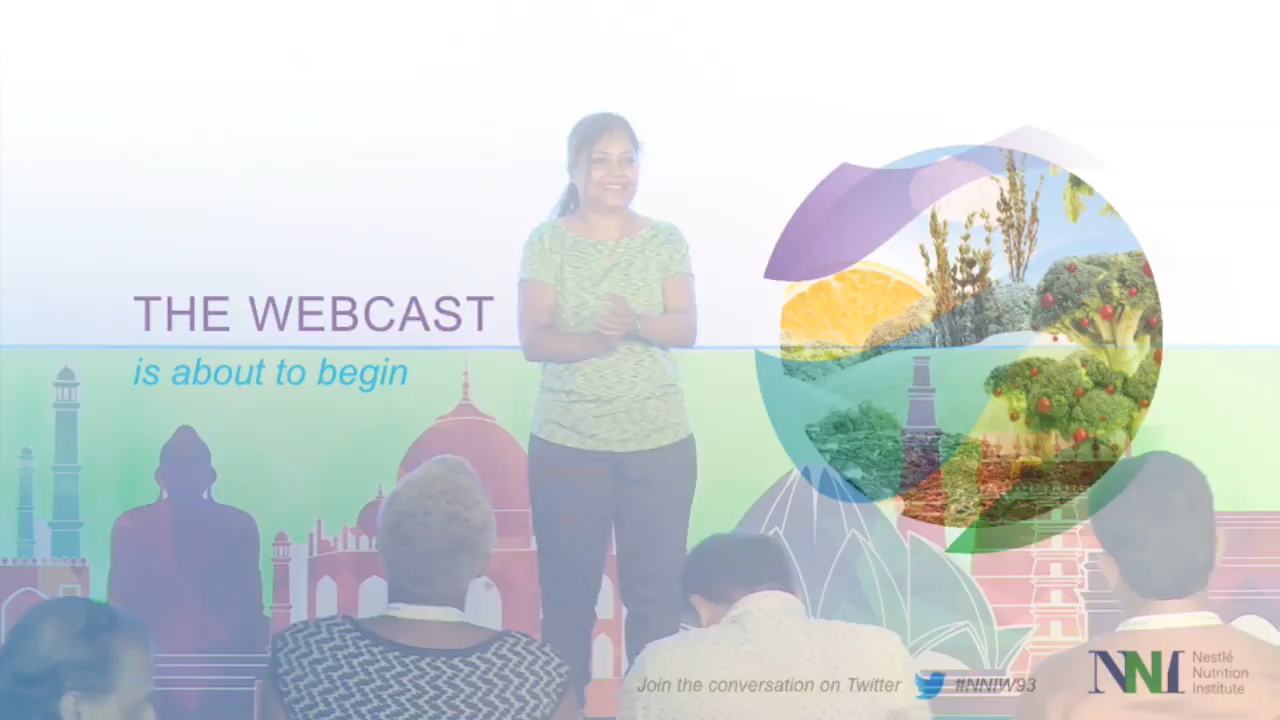 THE WEBCAST
is about to begin
Join the conversation on Twitter #NNIW93
NNI
Nestlé
Nutrition
Institute